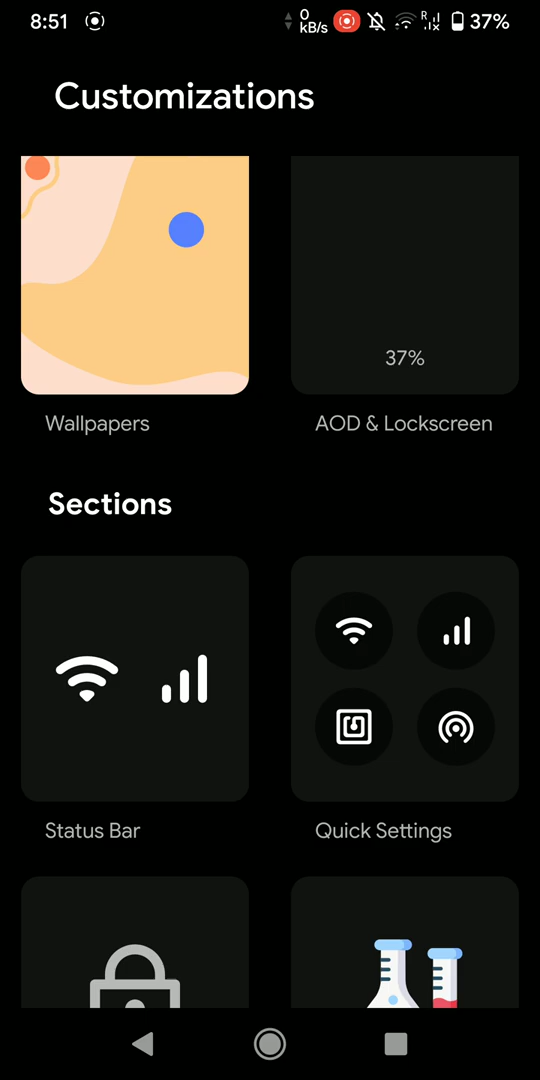 8:51
0
kB/s
R
x
37%
Customizations
37%
Wallpapers
AOD & Lockscreen
Sections
Status Bar
Quick Settings